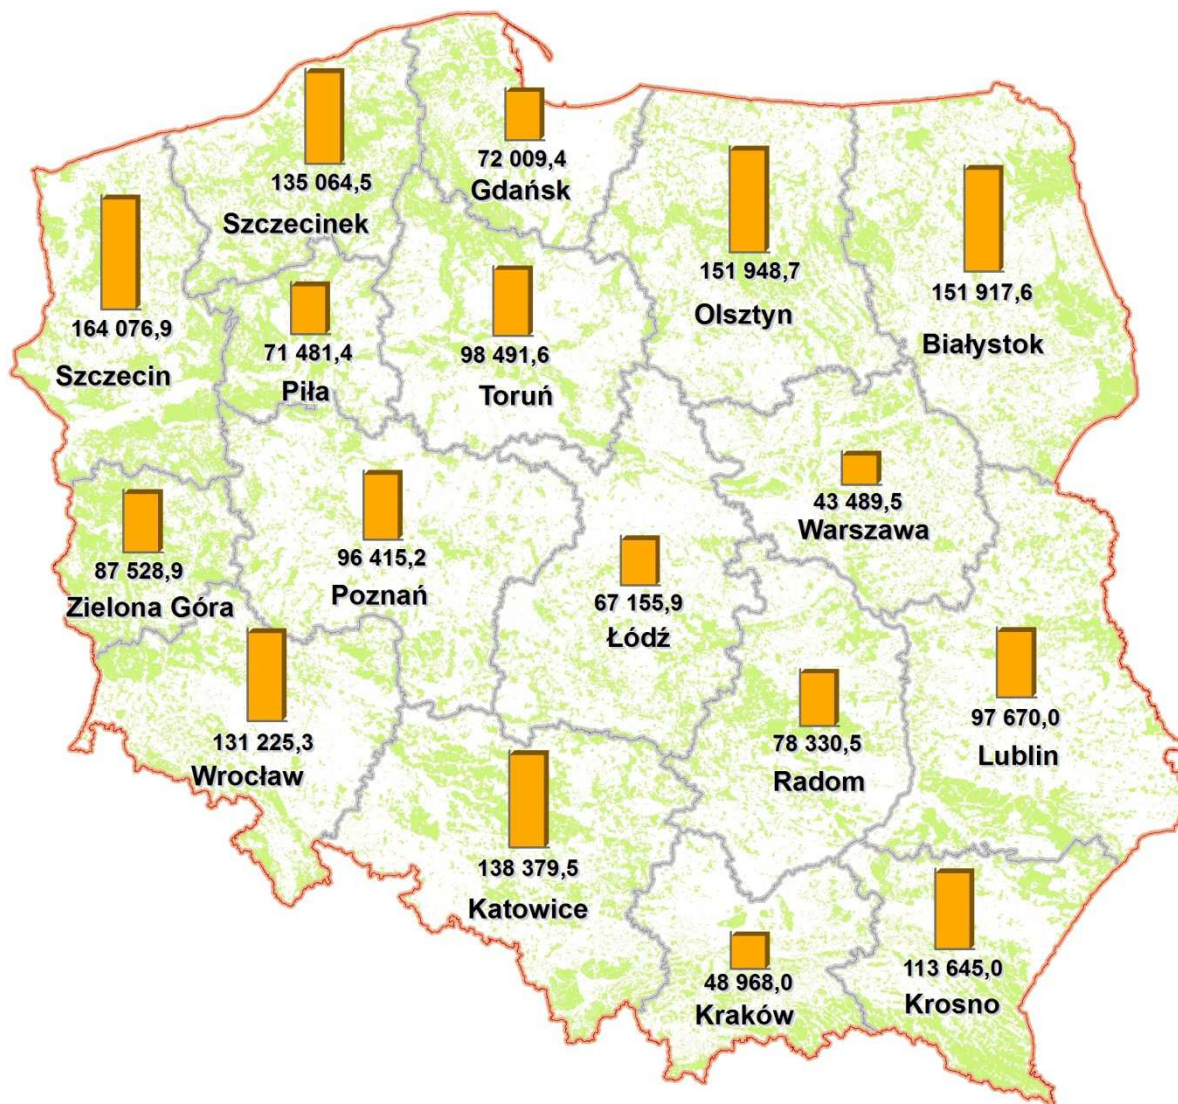 72 009,4
Gdańsk
135 064,5
Szczecinek
151 948,7
Olsztyn
151 917,6
Białystok
164 076,9
Szczecin
71 481,4
Piła
98 491,6
Toruń
43 489,5
Warszawa
87 528,9
Zielona Góra
96 415,2
Poznań
67 155,9
Łódź
131 225,3
Wrocław
78 330,5
Radom
97 670,0
Lublin
138 379,5
Katowice
48 968,0
Kraków
113 645,0
Krosno